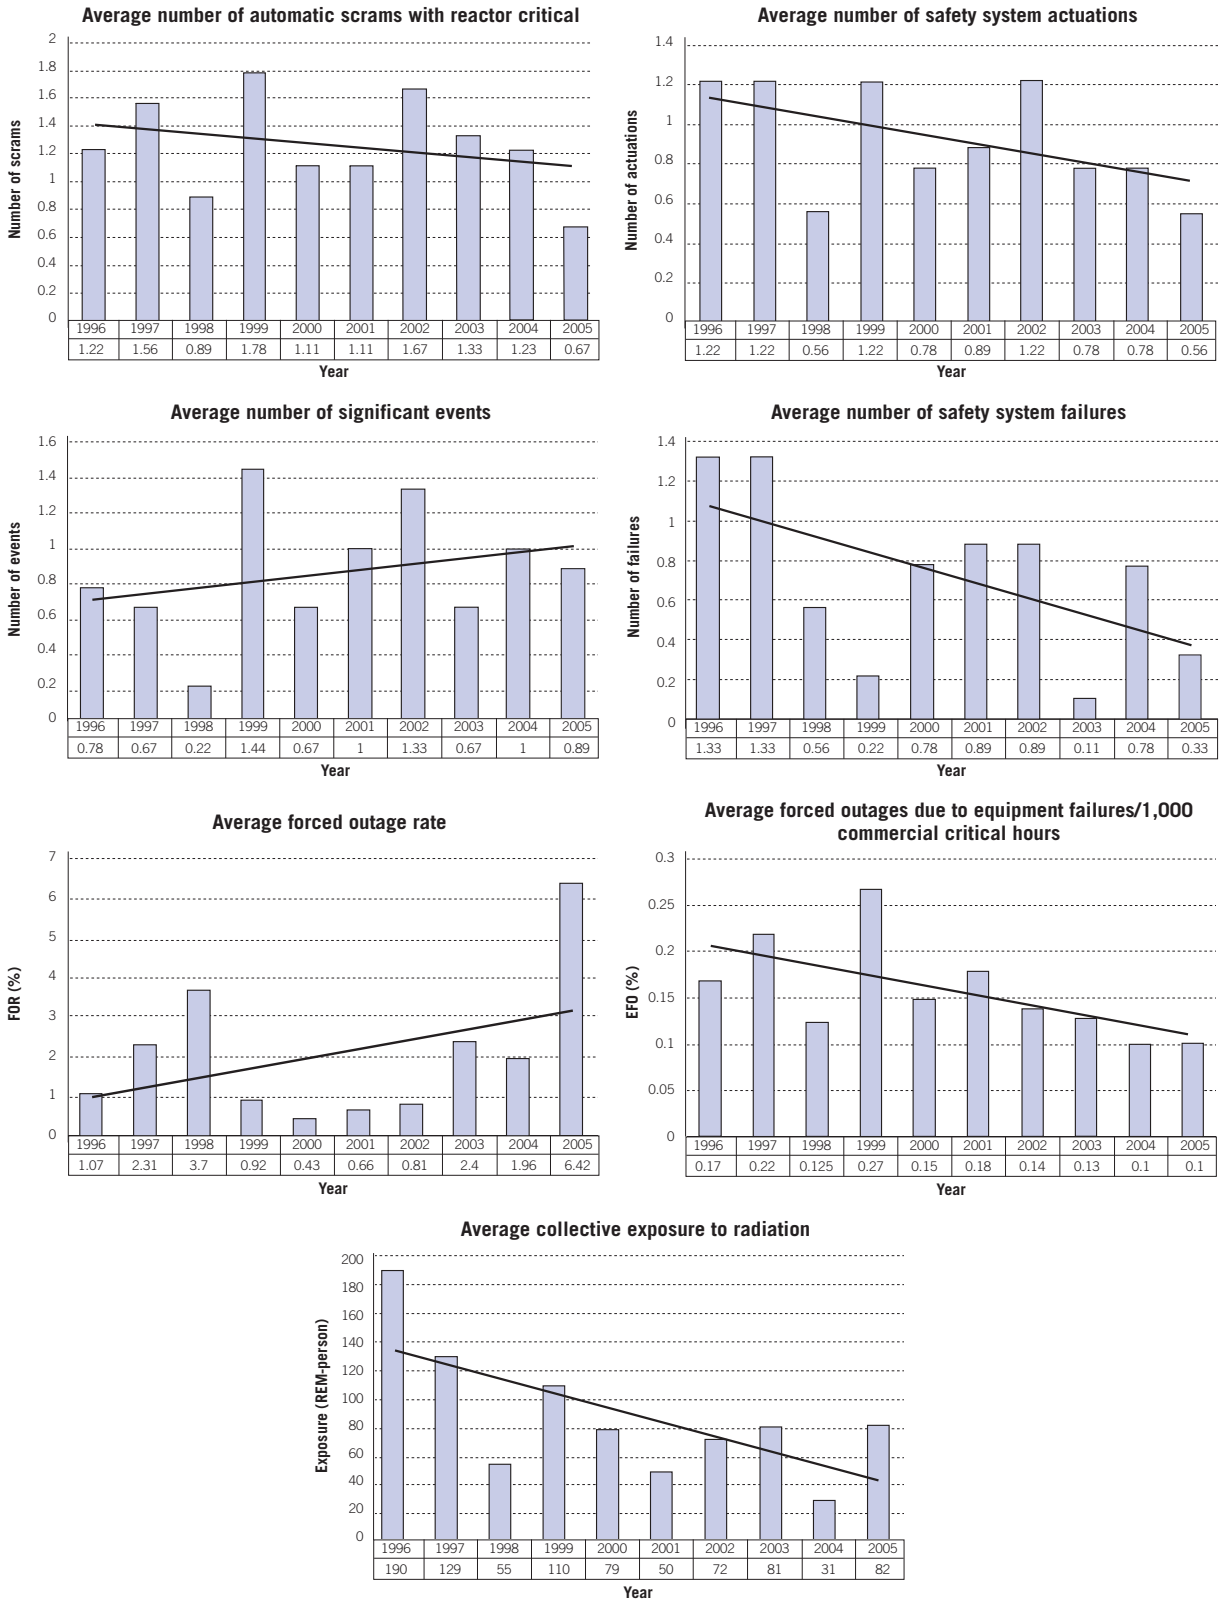 Average number of automatic scrams with reactor critical
Number of scrams
2
1.8
1.6
1.4
1.2
1
0.8
0.6
0.4
0.2
0
1996 1997 1998 1999 2000 2001 2002 2003 2004 2005
1.22 1.56 0.89 1.78 1.11 1.11 1.67 1.33 1.23 0.67
Year
Average number of safety system actuations
Number of actuations
1.4
1.2
1
0.8
0.6
0.4
0.2
0
1996 1997 1998 1999 2000 2001 2002 2003 2004 2005
1.22 1.22 0.56 1.22 0.78 0.89 1.22 0.78 0.78 0.56
Year
Average number of significant events
Number of events
1.6
1.4
1.2
1
0.8
0.6
0.4
0.2
0
1996 1997 1998 1999 2000 2001 2002 2003 2004 2005
0.78 0.67 0.22 1.44 0.67 1 1.33 0.67 1 0.89
Year
Average number of safety system failures
Number of failures
1.4
1.2
1
0.8
0.6
0.4
0.2
0
1996 1997 1998 1999 2000 2001 2002 2003 2004 2005
1.33 1.33 0.56 0.22 0.78 0.89 0.89 0.11 0.78 0.33
Year
Average forced outage rate
FOR (%)
7
6
5
4
3
2
1
0
1996 1997 1998 1999 2000 2001 2002 2003 2004 2005
1.07 2.31 3.7 0.92 0.43 0.66 0.81 2.4 1.96 6.42
Year
Average forced outages due to equipment failures/1,000
commercial critical hours
EFO (%)
0.3
0.25
0.2
0.15
0.1
0.05
0
1996 1997 1998 1999 2000 2001 2002 2003 2004 2005
0.17 0.22 0.125 0.27 0.15 0.18 0.14 0.13 0.1 0.1
Year
Average collective exposure to radiation
Exposure (REM-person)
200
180
160
140
120
100
80
60
40
20
0
1996 1997 1998 1999 2000 2001 2002 2003 2004 2005
190 129 55 110 79 50 72 81 31 82
Year